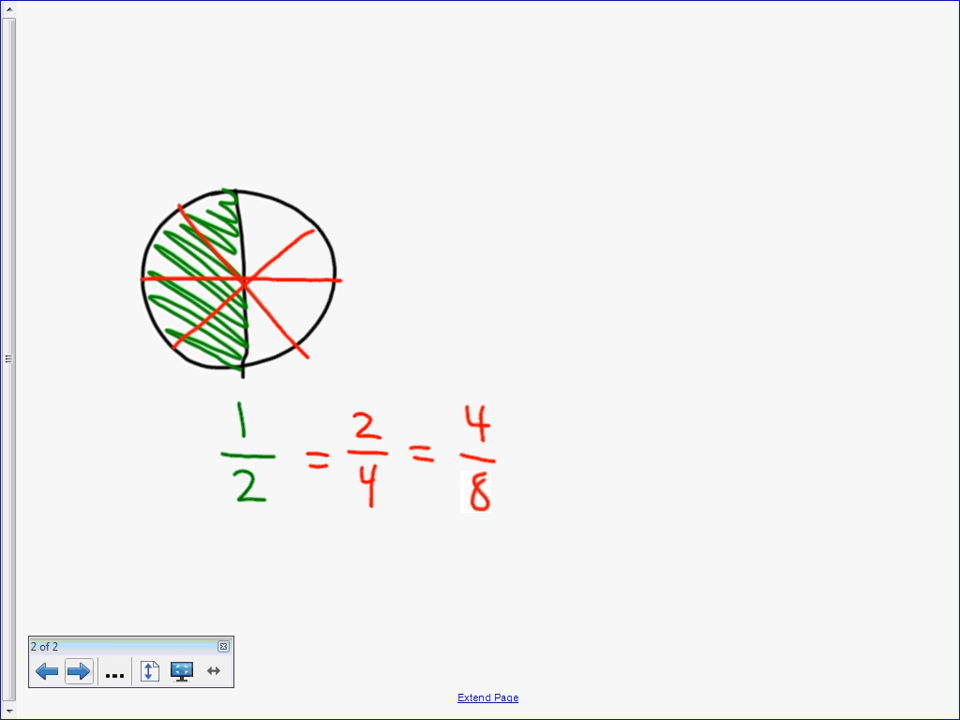 1/2 = 2/4 = 4/8
2 of 2
...
Extend Page